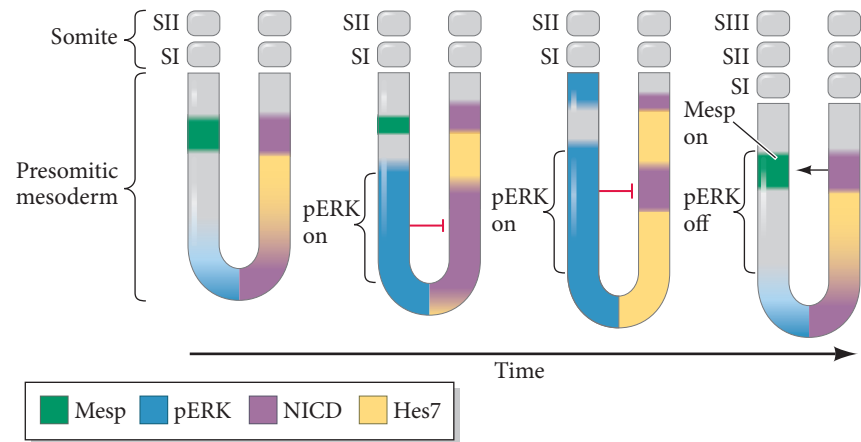 Somite
SII
SI
SII
SI
SII
SI
SIII
SII
SI
Presomitic
mesoderm
pERK
on
pERK
on
Mesp
on
pERK
off
Time
Mesp
pERK
NICD
Hes7